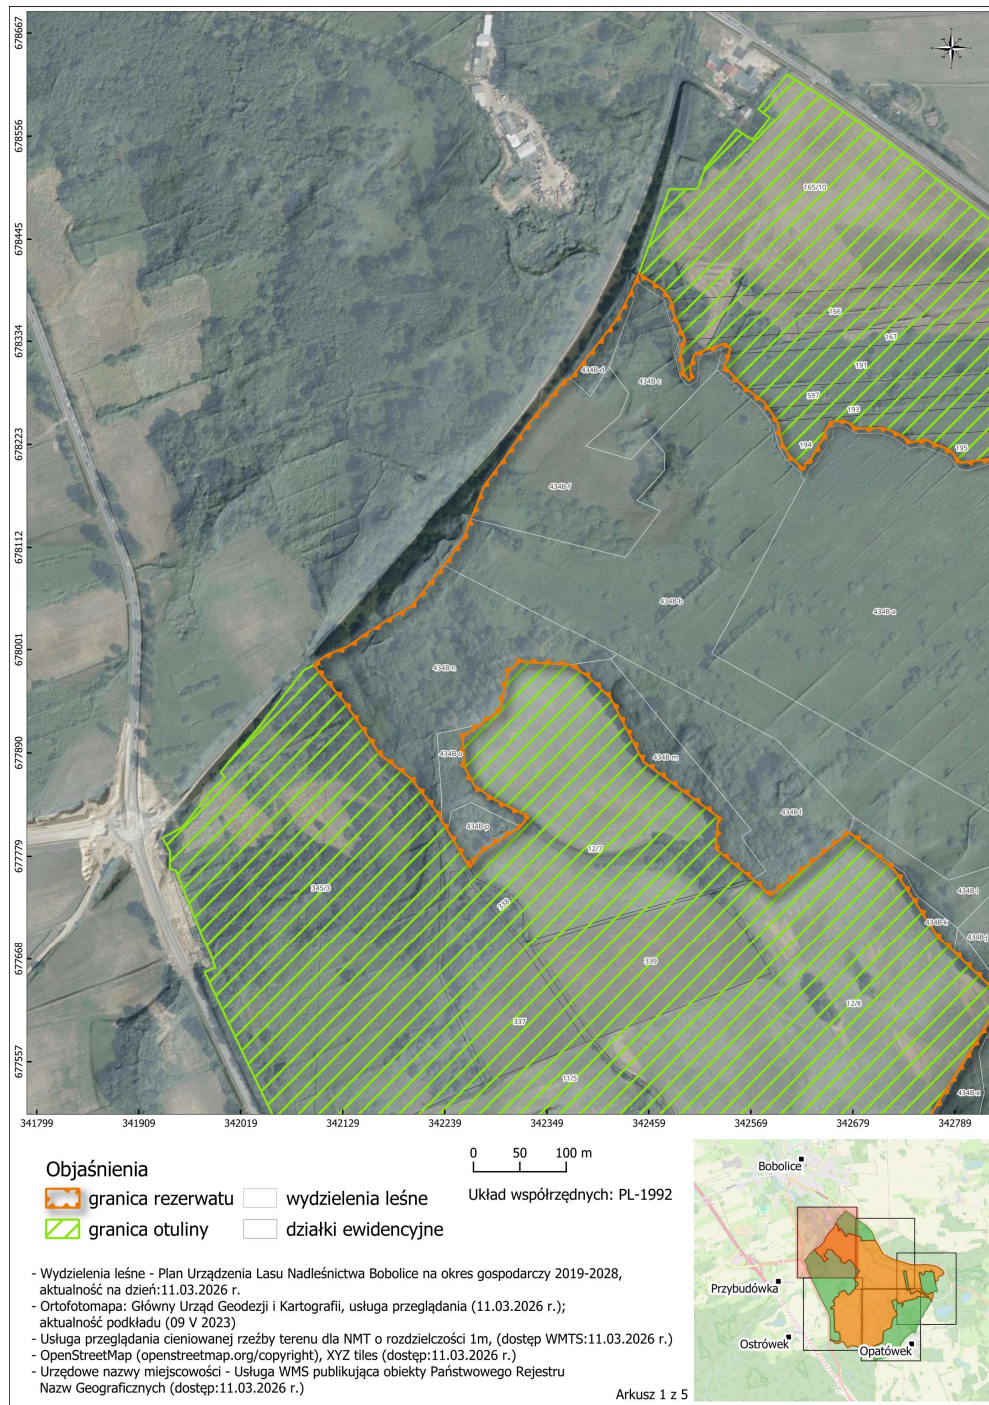 678667
678556
678445
678334
678223
678112
678001
677890
677779
677668
677557
165/10
166
167
191
597
193
194
195
434B-d
434B-c
434B-f
434B-b
434B-a
434B-n
434B-o
434B-m
434B-l
434B-p
12/7
345/3
338
339
337
11/5
12/8
434B-i
434B-k
434B-j
434B-x
341799 341909 342019 342129 342239 342349 342459 342569 342679 342789
Objaśnienia
granica rezerwatu
wydzielenia leśne
granica otuliny
działki ewidencyjne
0 50 100 m
Układ współrzędnych: PL-1992
- Wydzielenia leśne - Plan Urządzenia Lasu Nadleśnictwa Bobolice na okres gospodarczy 2019-2028,
aktualność na dzień:11.03.2026 r.
- Ortofotomapa: Główny Urząd Geodezji i Kartografii, usługa przeglądania (11.03.2026 r.);
aktualność podkładu (09 V 2023)
- Usługa przeglądania cieniowanej rzeźby terenu dla NMT o rozdzielczości 1m, (dostęp WMTS:11.03.2026 r.)
- OpenStreetMap (openstreetmap.org/copyright), XYZ tiles (dostęp:11.03.2026 r.)
- Urzędowe nazwy miejscowości - Usługa WMS publikująca obiekty Państwowego Rejestru
Nazw Geograficznych (dostęp:11.03.2026 r.)
Arkusz 1 z 5
Bobolice
Przybudówka
Ostrówek
Opatówek